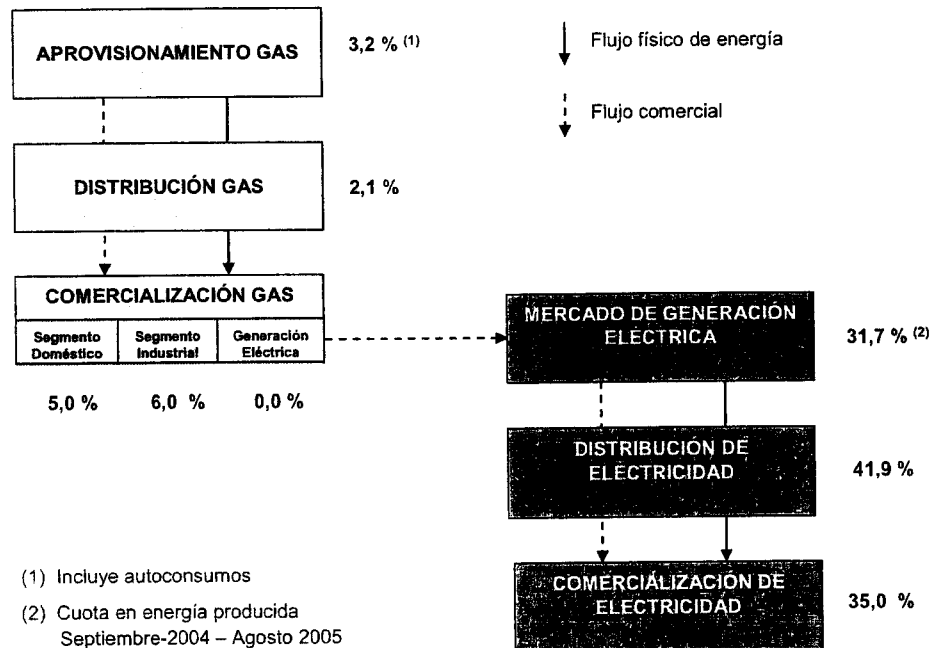 APROVISIONAMIENTO GAS
3,2 % (1)
Flujo físico de energía
Flujo comercial
DISTRIBUCIÓN GAS
2,1 %
COMERCIALIZACIÓN GAS
Segmento Doméstico
Segmento Industrial
Generación Eléctrica
5,0 %
6,0 %
0,0 %
MERCADO DE GENERACIÓN
ELÉCTRICA
31,7 % (2)
DISTRIBUCIÓN DE
ELECTRICIDAD
41,9 %
COMERCIALIZACIÓN DE
ELECTRICIDAD
35,0 %
(1) Incluye autoconsumos
(2) Cuota en energía producida
Septiembre-2004 – Agosto 2005